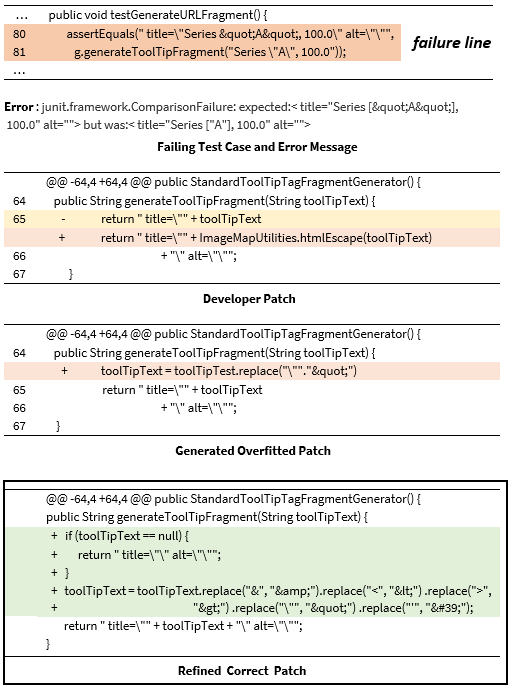 ... public void testGenerateURLFragment() {
80 assertEquals(" title=\"Series &quot;A&quot;, 100.0\" alt=\"\"",
failure line
81 g.generateToolTipFragment("Series \"A\", 100.0"));
...
Error : junit.framework.ComparisonFailure: expected:< title="Series [&quot;A&quot;],
100.0" alt=""> but was:< title="Series ["A"], 100.0" alt="">
Failing Test Case and Error Message
@@ -64,4 +64,4 @@ public StandardToolTipTagFragmentGenerator() {
64 public String generateToolTipFragment(String toolTipText) {
65 - return " title=\"" + toolTipText
+ return " title=\"" + ImageMapUtilities.htmlEscape(toolTipText)
66 + "\" alt=\"\"";
67 }
Developer Patch
@@ -64,4 +64,4 @@ public StandardToolTipTagFragmentGenerator() {
64 public String generateToolTipFragment(String toolTipText) {
+ toolTipText = toolTipTest.replace("\""."&quot;")
65 return " title=\"" + toolTipText
66 + "\" alt=\"\"";
67 }
Generated Overfitted Patch
@@ -64,4 +64,4 @@ public StandardToolTipTagFragmentGenerator() {
public String generateToolTipFragment(String toolTipText) {
+ if (toolTipText == null) {
+ return " title=\"\" alt=\"\"";
+ }
+ toolTipText = toolTipText.replace("&", "&amp;").replace("<", "&lt;") .replace(">",
+ "&gt;") .replace("\"", "&quot;") .replace("'", "&#39;");
return " title=\"" + toolTipText + "\" alt=\"\"";
}
Refined Correct Patch